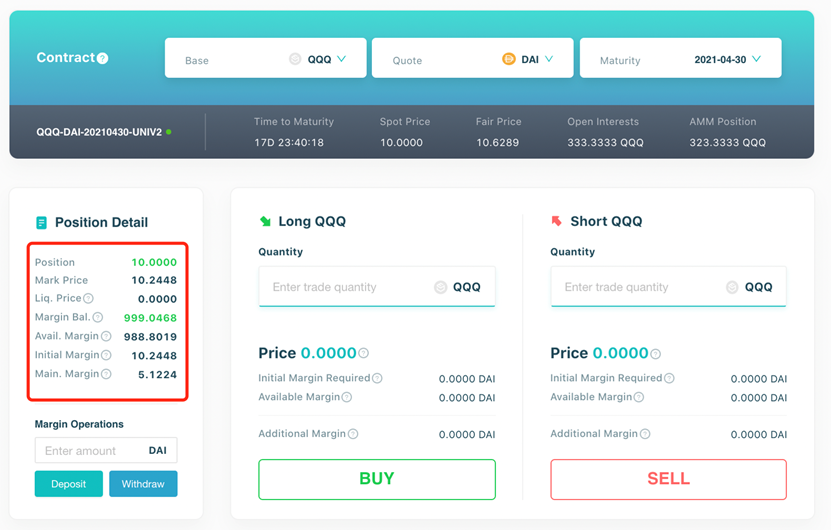 Contract ?
Base QQQ
Quote DAI
Maturity 2021-04-30
QQQ-DAI-20210430-UNIV2
Time to Maturity Spot Price Fair Price Open Interests AMM Position
17D 23:40:18 10.0000 10.6289 333.3333 QQQ 323.3333 QQQ
Position Detail
Position 10.0000
Mark Price 10.2448
Liq. Price ? 0.0000
Margin Bal. ? 999.0468
Avail. Margin ? 988.8019
Initial Margin ? 10.2448
Main. Margin ? 5.1224
Margin Operations
Enter amount DAI
Deposit Withdraw
Long QQQ
Quantity
Enter trade quantity QQQ
Price 0.0000 ?
Initial Margin Required ? 0.0000 DAI
Available Margin ? 0.0000 DAI
Additional Margin ? 0.0000 DAI
BUY
Short QQQ
Quantity
Enter trade quantity QQQ
Price 0.0000 ?
Initial Margin Required ? 0.0000 DAI
Available Margin ? 0.0000 DAI
Additional Margin ? 0.0000 DAI
SELL